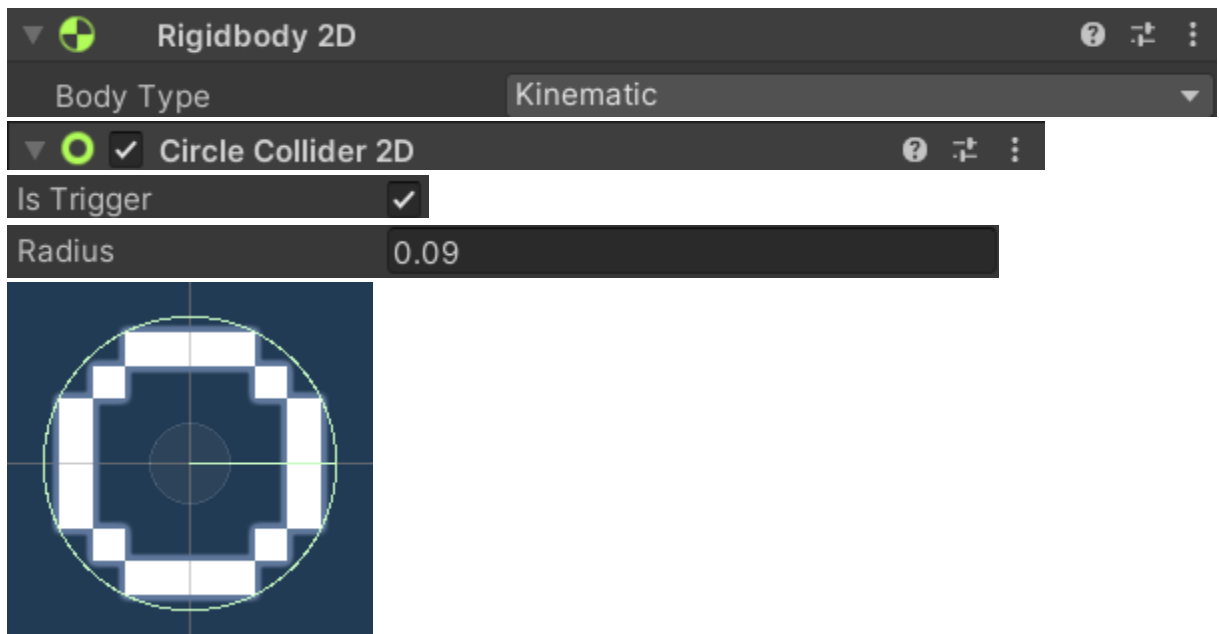 Rigidbody 2D
Body Type Kinematic
Circle Collider 2D
Is Trigger
Radius 0.09